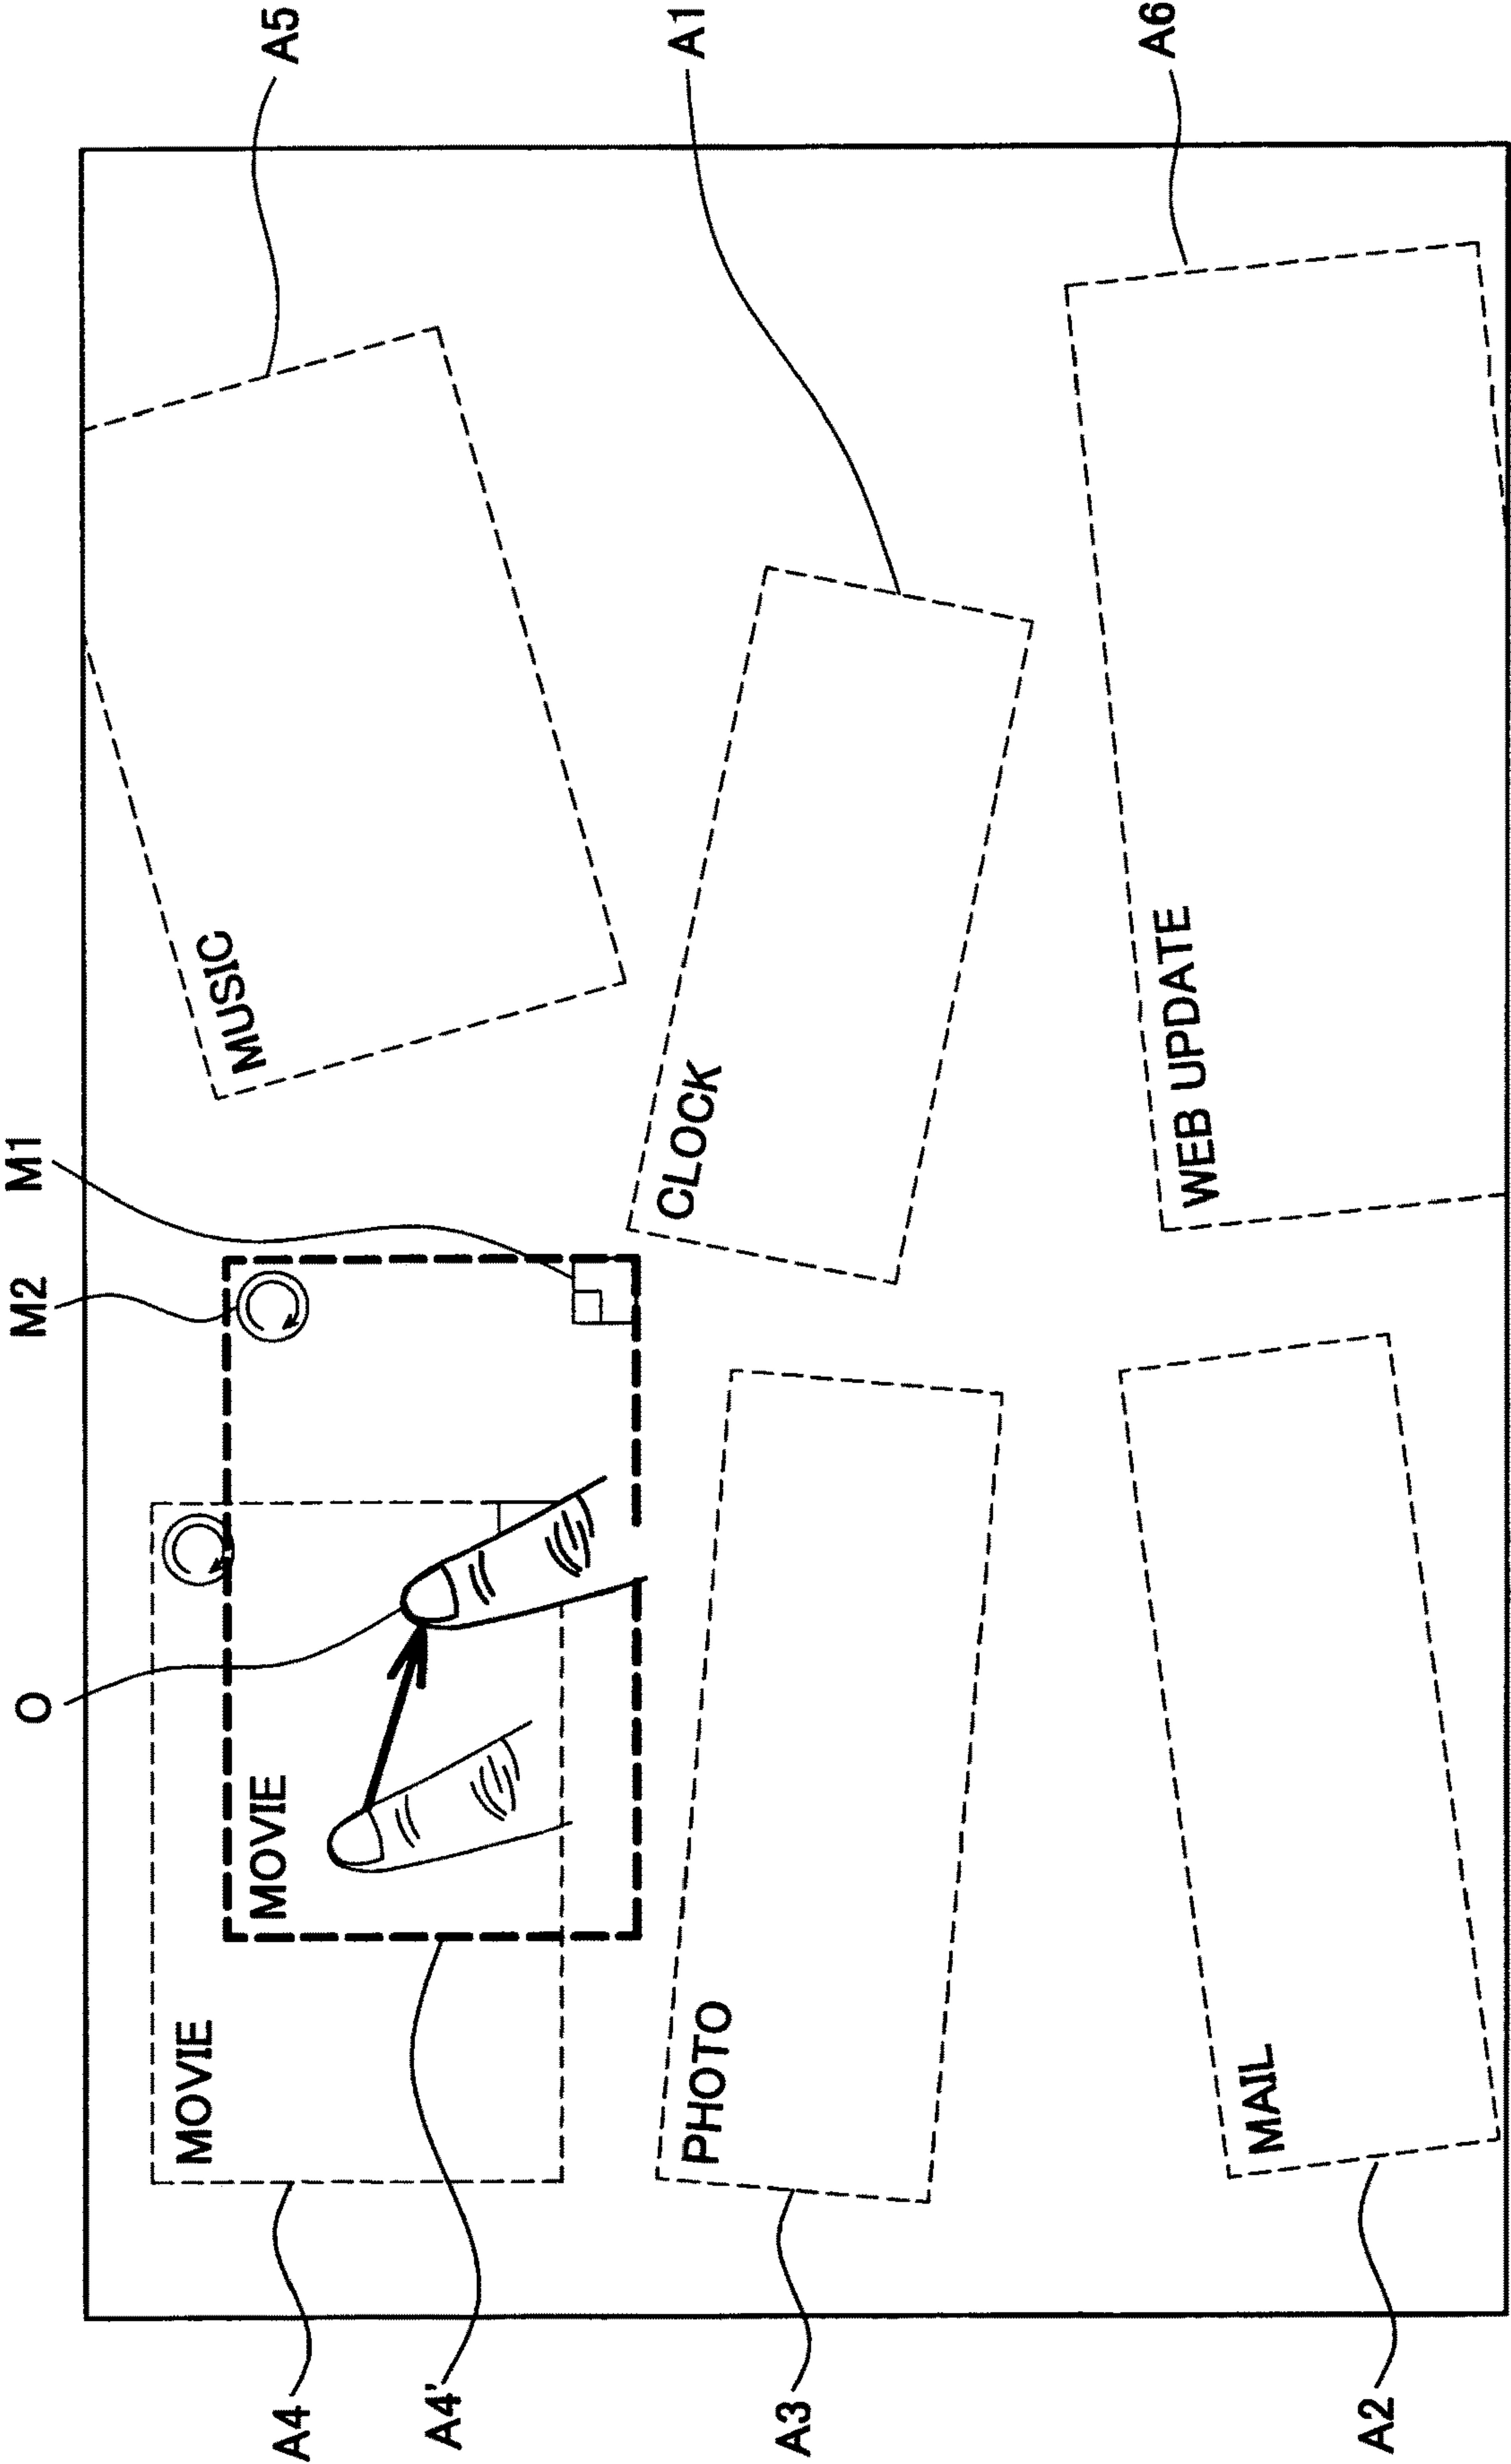 A4
A4'
A3
A2
O
M2
M1
A5
A1
A6
MOVIE
MOVIE
MUSIC
PHOTO
CLOCK
MAIL
WEB UPDATE